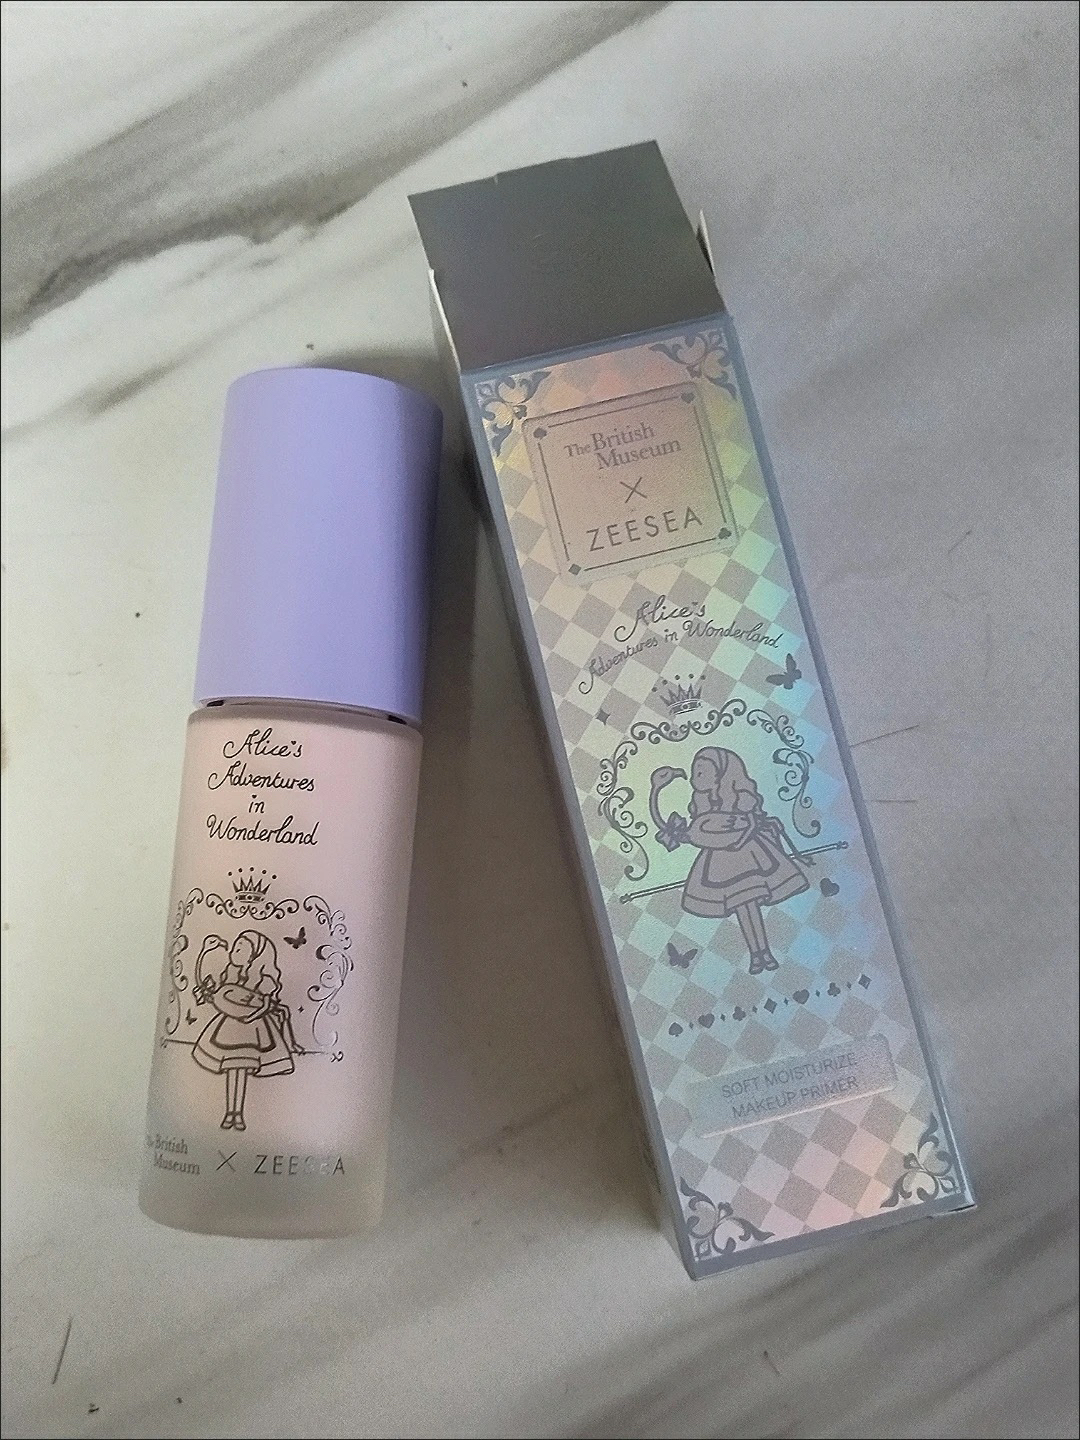 Alice's
Adventures
in
Wonderland
The British
Museum X ZEESEA
The British
Museum
X
ZEESEA
Alice's
Adventures in Wonderland
SOFT MOISTURIZE
MAKEUP PRIMER